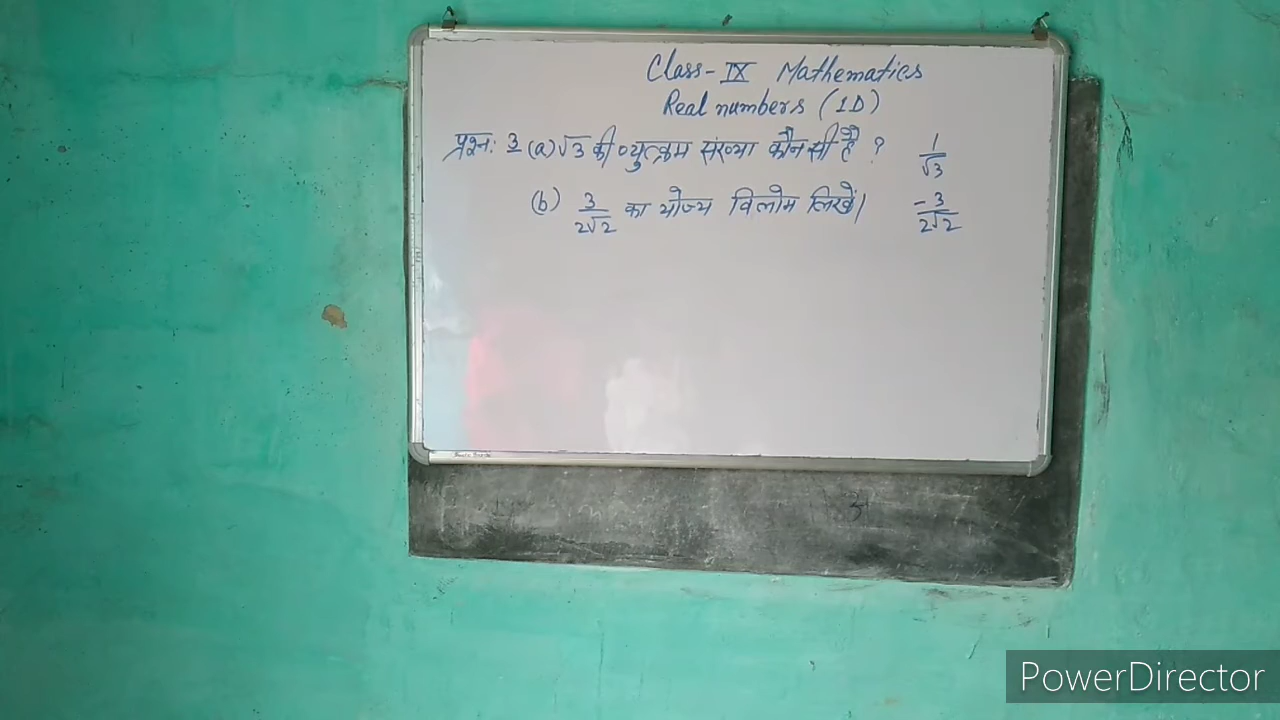 Class-IX Mathematics
Real numbers (1D)
प्रश्न: 3 (a) √3 की व्युत्क्रम संख्या कौन सी है ? 1/√3
(b) 3/2√2 का योज्य विलोम लिखें। -3/2√2
PowerDirector